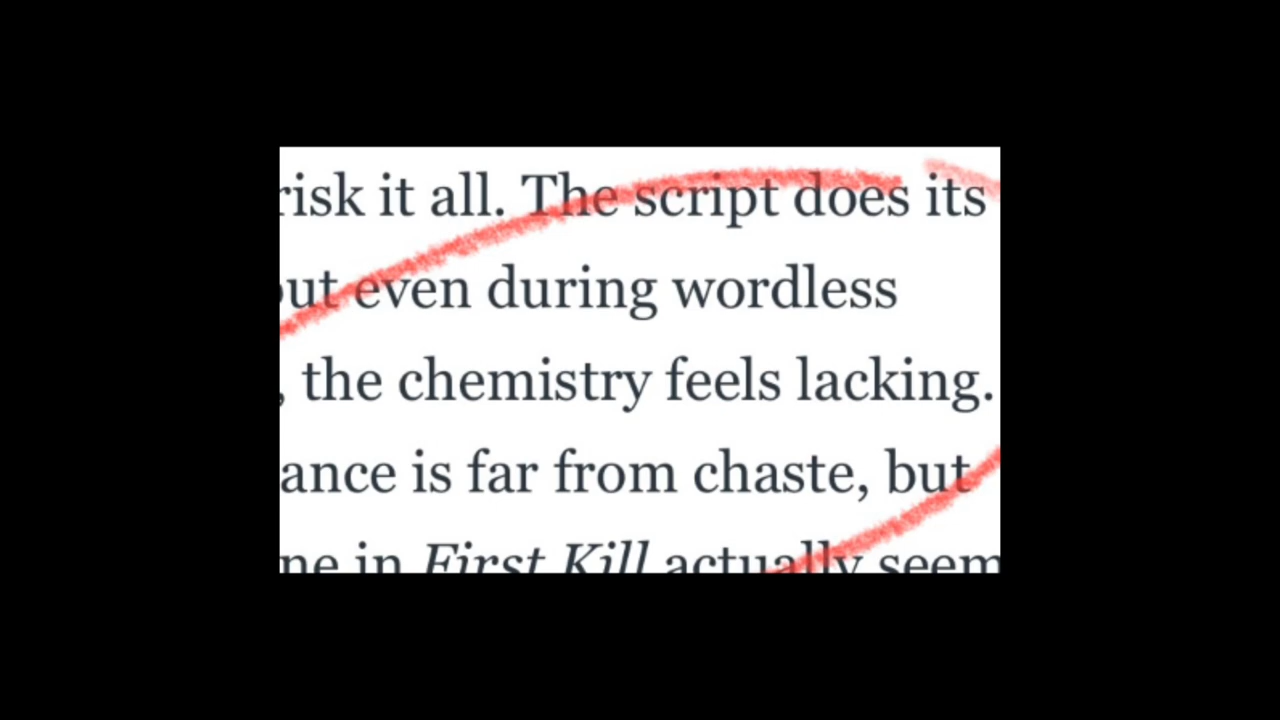 risk it all. The script does its
but even during wordless
, the chemistry feels lacking.
ance is far from chaste, but
ne in First Kill actually seem